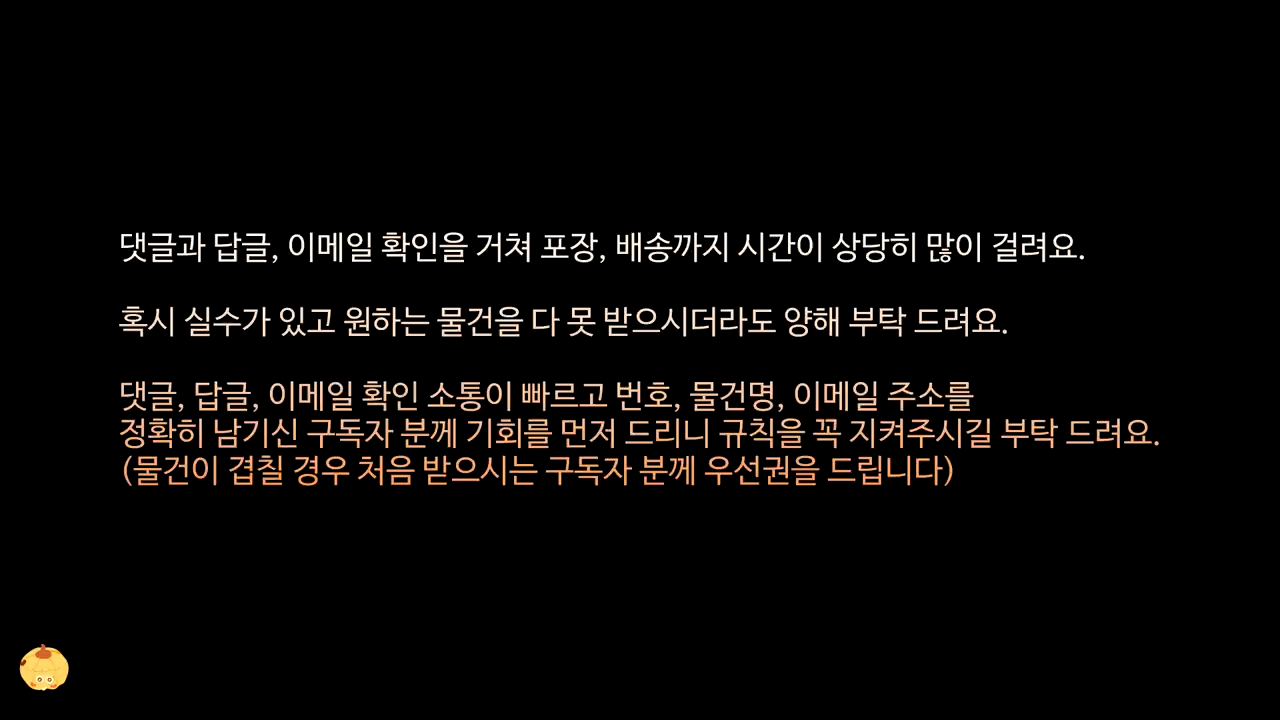 댓글과 답글, 이메일 확인을 거쳐 포장, 배송까지 시간이 상당히 많이 걸려요.
혹시 실수가 있고 원하는 물건을 다 못 받으시더라도 양해 부탁 드려요.
댓글, 답글, 이메일 확인 소통이 빠르고 번호, 물건명, 이메일 주소를
정확히 남기신 구독자 분께 기회를 먼저 드리니 규칙을 꼭 지켜주시길 부탁 드려요.
(물건이 겹칠 경우 처음 받으시는 구독자 분께 우선권을 드립니다)